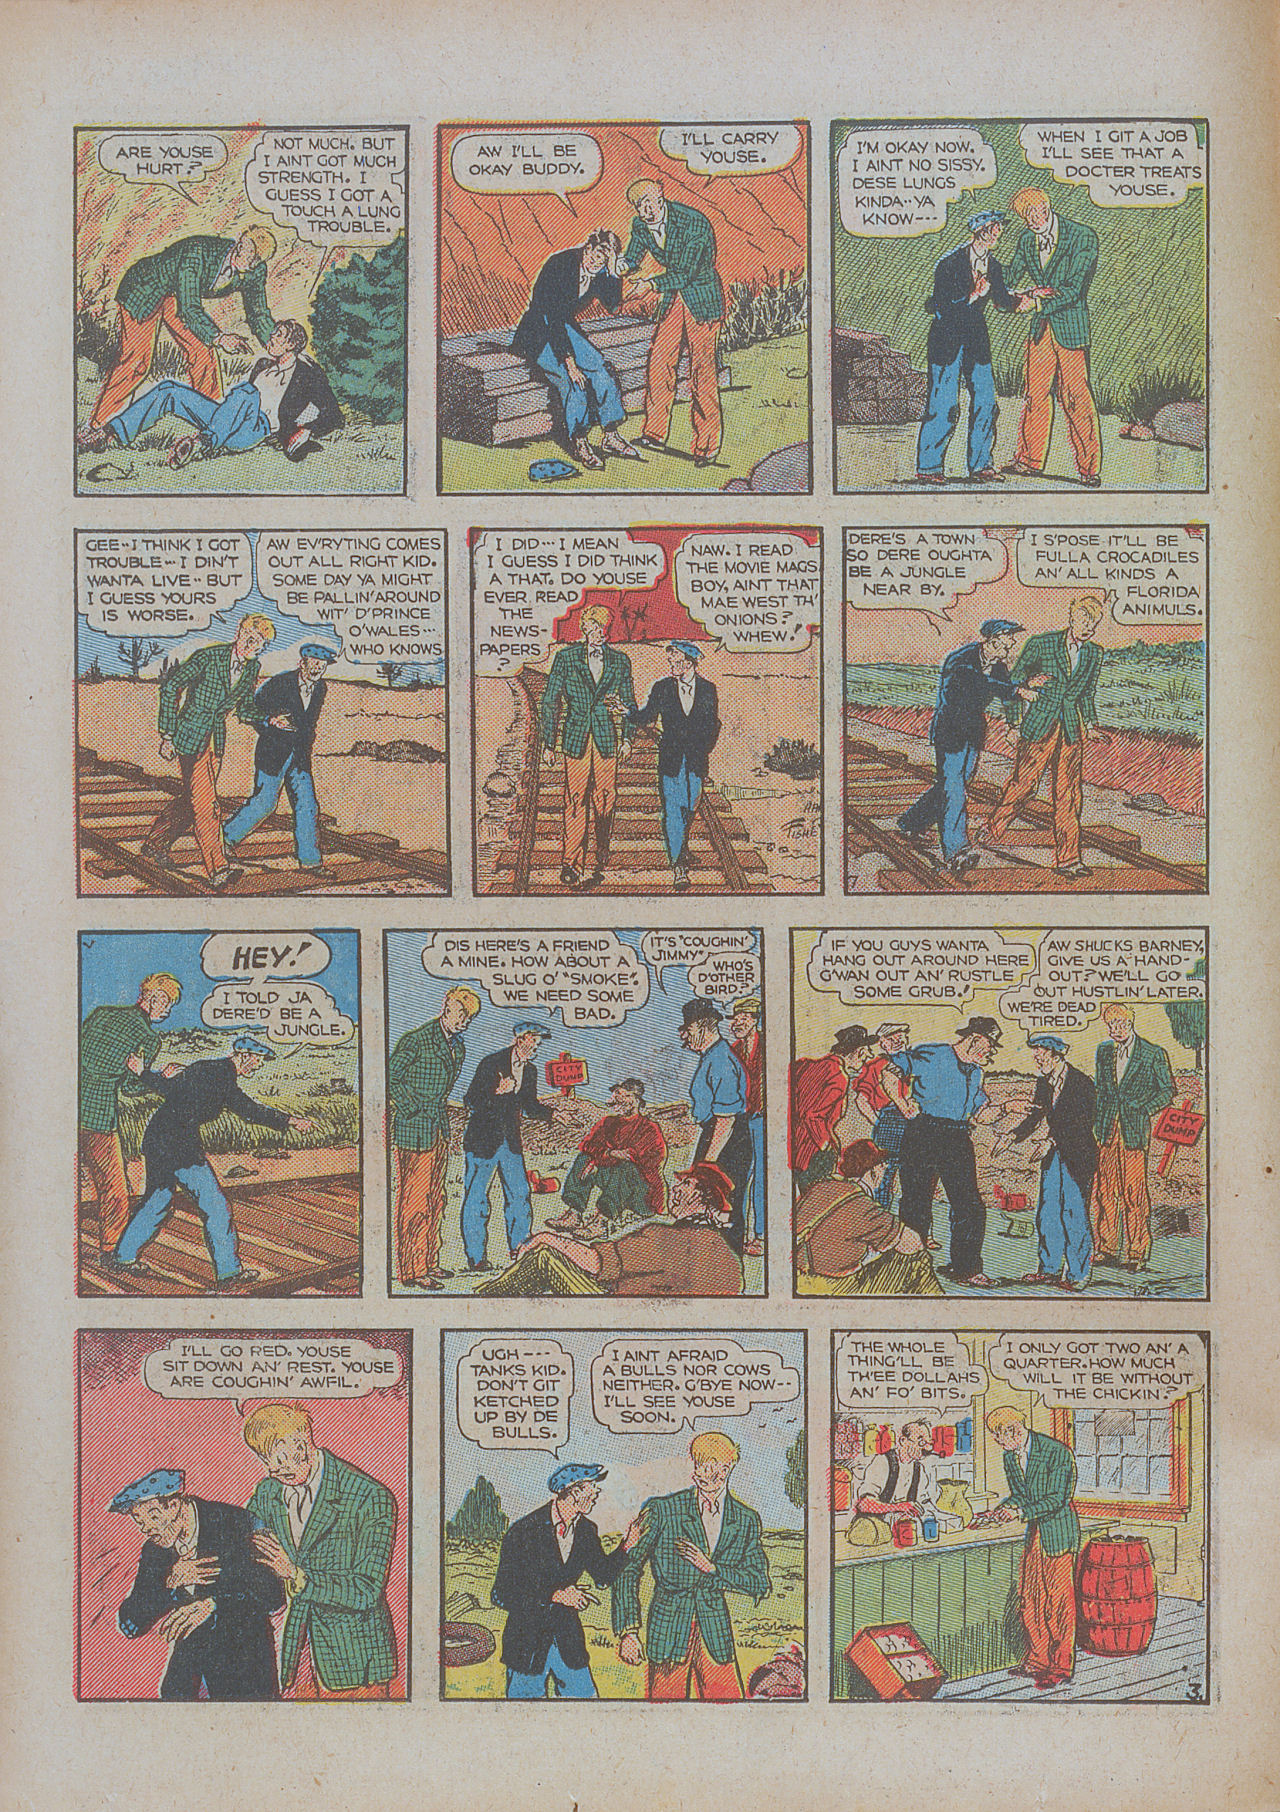 ARE YOUSE
HURT?
NOT MUCH. BUT
I AINT GOT MUCH
STRENGTH. I
GUESS I GOT A
TOUCH A LUNG
TROUBLE.
AW I'LL BE
OKAY BUDDY.
I'LL CARRY
YOUSE.
I'M OKAY NOW.
I AINT NO SISSY.
DESE LUNGS
KINDA--YA
KNOW---
WHEN I GIT A JOB
I'LL SEE THAT A
DOCTER TREATS
YOUSE.
GEE--I THINK I GOT
TROUBLE--- I DIN'T
WANTA LIVE-- BUT
I GUESS YOURS
IS WORSE.
AW EV'RYTING COMES
OUT ALL RIGHT KID.
SOME DAY YA MIGHT
BE PALLIN' AROUND
WIT' D'PRINCE
O'WALES---
WHO KNOWS
I DID--- I MEAN
I GUESS I DID THINK
A THAT. DO YOUSE
EVER READ
THE
NEWS-
PAPERS
?
NAW. I READ
THE MOVIE MAGS
BOY, AINT THAT
MAE WEST TH'
ONIONS?
WHEW!
DERE'S A TOWN
SO DERE OUGHTA
BE A JUNGLE
NEAR BY.
I S'POSE IT'LL BE
FULLA CROCADILES
AN' ALL KINDS A
FLORIDA
ANIMULS.
HEY!
I TOLD JA
DERE'D BE A
JUNGLE.
DIS HERE'S A FRIEND
A MINE. HOW ABOUT A
SLUG O' "SMOKE".
WE NEED SOME
BAD.
IT'S "COUGHIN'
JIMMY".
WHO'S
D'OTHER
BIRD?
CITY
DUMP
IF YOU GUYS WANTA
HANG OUT AROUND HERE
G'WAN OUT AN' RUSTLE
SOME GRUB!
AW SHUCKS BARNEY,
GIVE US A HAND-
OUT? WE'LL GO
OUT HUSTLIN' LATER.
WE'RE DEAD
TIRED.
CITY
DUMP
I'LL GO RED. YOUSE
SIT DOWN AN' REST. YOUSE
ARE COUGHIN' AWFIL.
UGH---
TANKS KID.
DON'T GIT
KETCHED
UP BY DE
BULLS.
I AINT AFRAID
A BULLS NOR COWS
NEITHER. G'BYE NOW--
I'LL SEE YOUSE
SOON.
THE WHOLE
THING'LL BE
TH'EE DOLLAHS
AN' FO' BITS.
I ONLY GOT TWO AN' A
QUARTER. HOW MUCH
WILL IT BE WITHOUT
THE CHICKIN?
3.